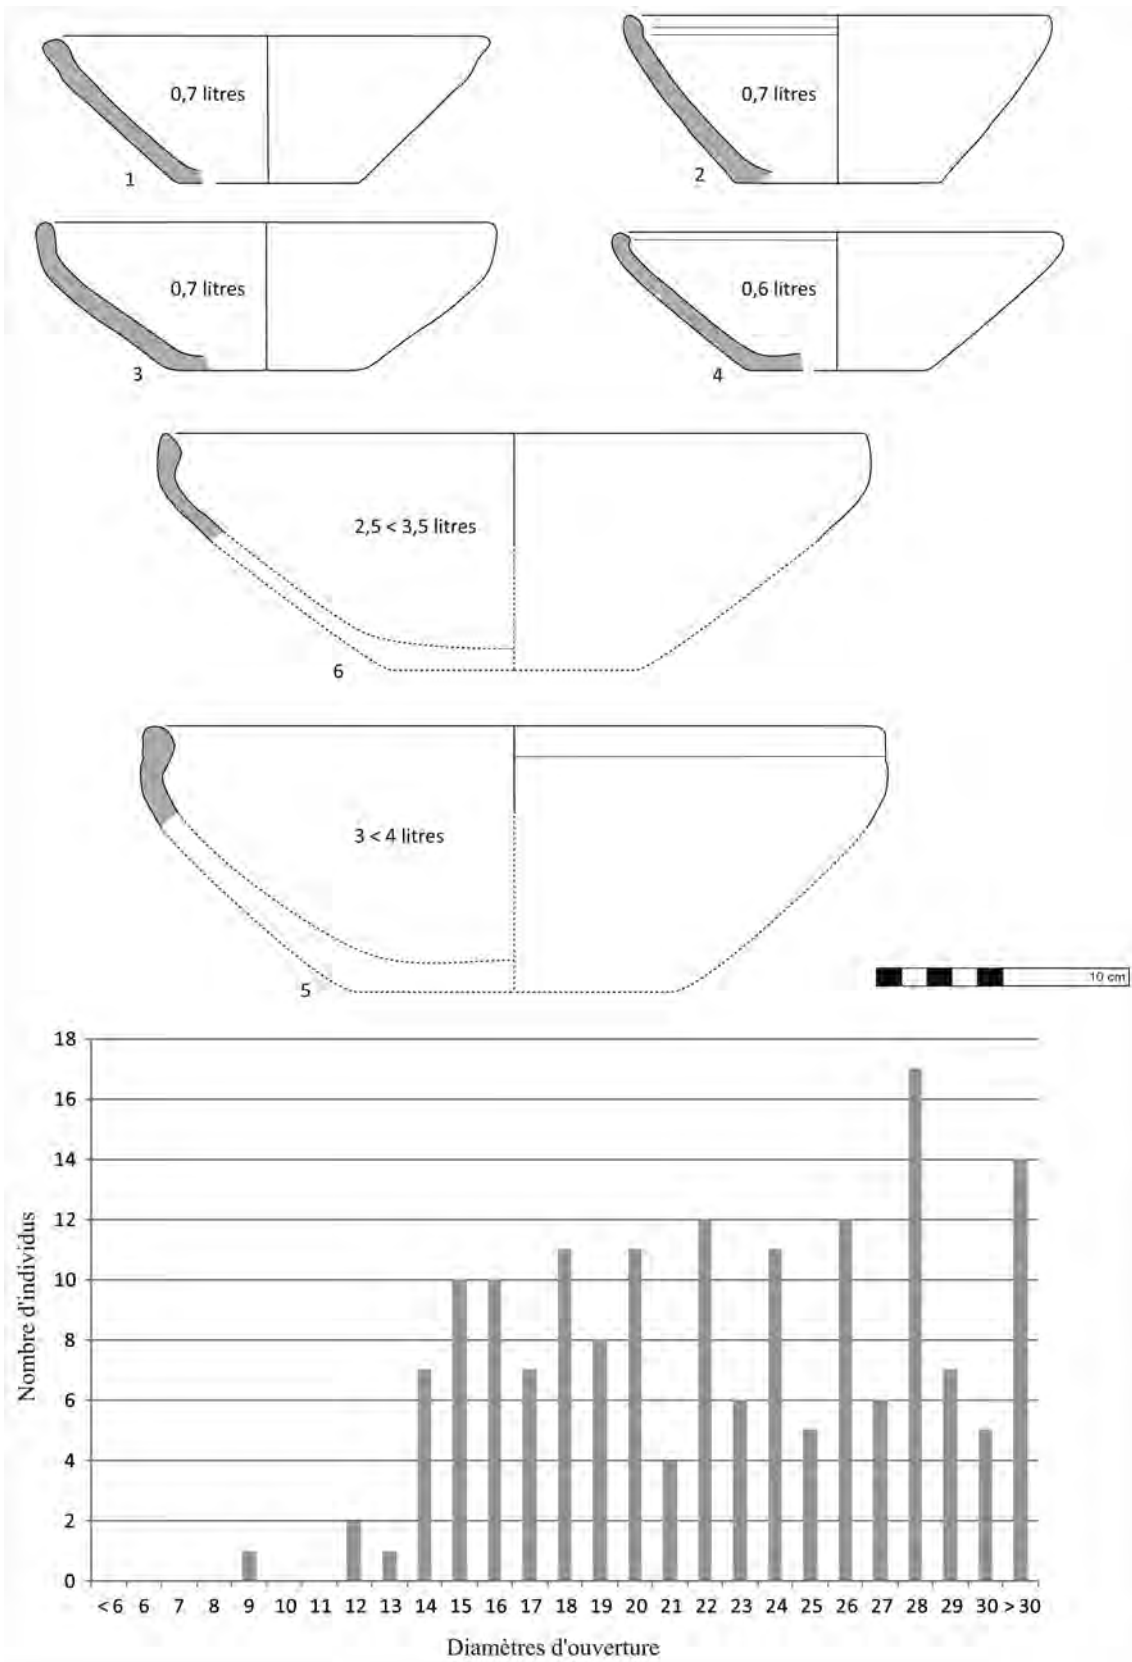 0,7 litres
1
0,7 litres
2
0,7 litres
3
0,6 litres
4
2,5 < 3,5 litres
6
3 < 4 litres
5
10 cm
18
16
14
12
10
8
6
4
2
0
Nombre d'individus
< 6 6 7 8 9 10 11 12 13 14 15 16 17 18 19 20 21 22 23 24 25 26 27 28 29 30 > 30
Diamètres d'ouverture